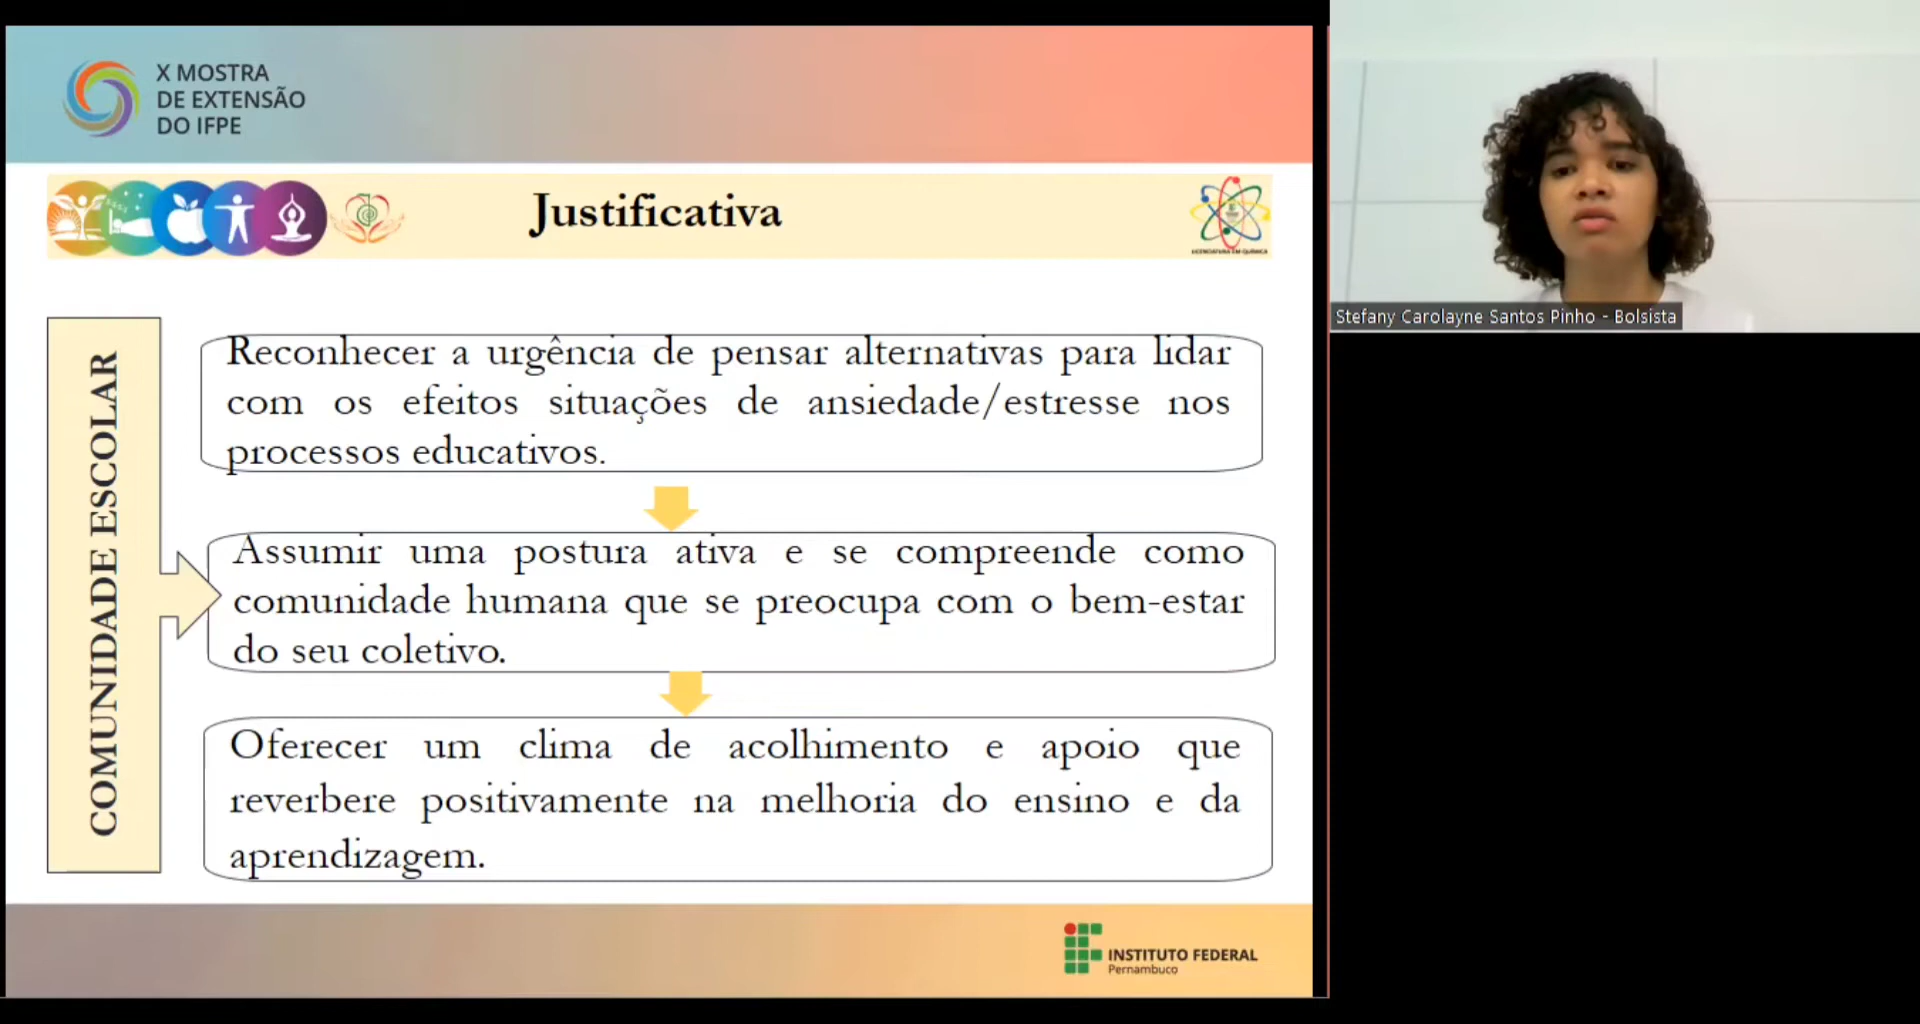 X MOSTRA
DE EXTENSÃO
DO IFPE
Justificativa
LICENCIATURA EM QUÍMICA
Stefany Carolayne Santos Pinho - Bolsista
COMUNIDADE ESCOLAR
Reconhecer a urgência de pensar alternativas para lidar
com os efeitos situações de ansiedade/estresse nos
processos educativos.
Assumir uma postura ativa e se compreende como
comunidade humana que se preocupa com o bem-estar
do seu coletivo.
Oferecer um clima de acolhimento e apoio que
reverbere positivamente na melhoria do ensino e da
aprendizagem.
INSTITUTO FEDERAL
Pernambuco